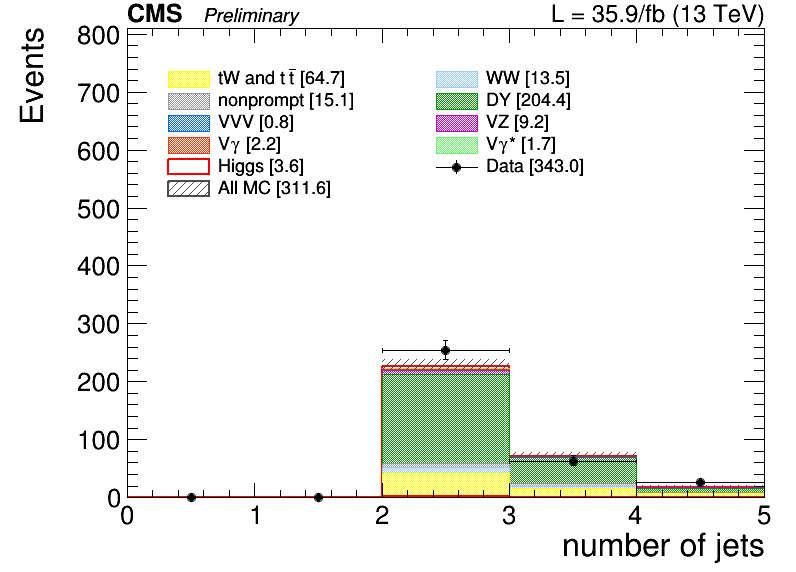 CMS Preliminary L = 35.9/fb (13 TeV)
Events
800
700
600
500
400
300
200
100
0
tW and t t̄ [64.7] WW [13.5]
nonprompt [15.1] DY [204.4]
VVV [0.8] VZ [9.2]
Vγ [2.2] Vγ* [1.7]
Higgs [3.6] Data [343.0]
All MC [311.6]
0 1 2 3 4 5
number of jets